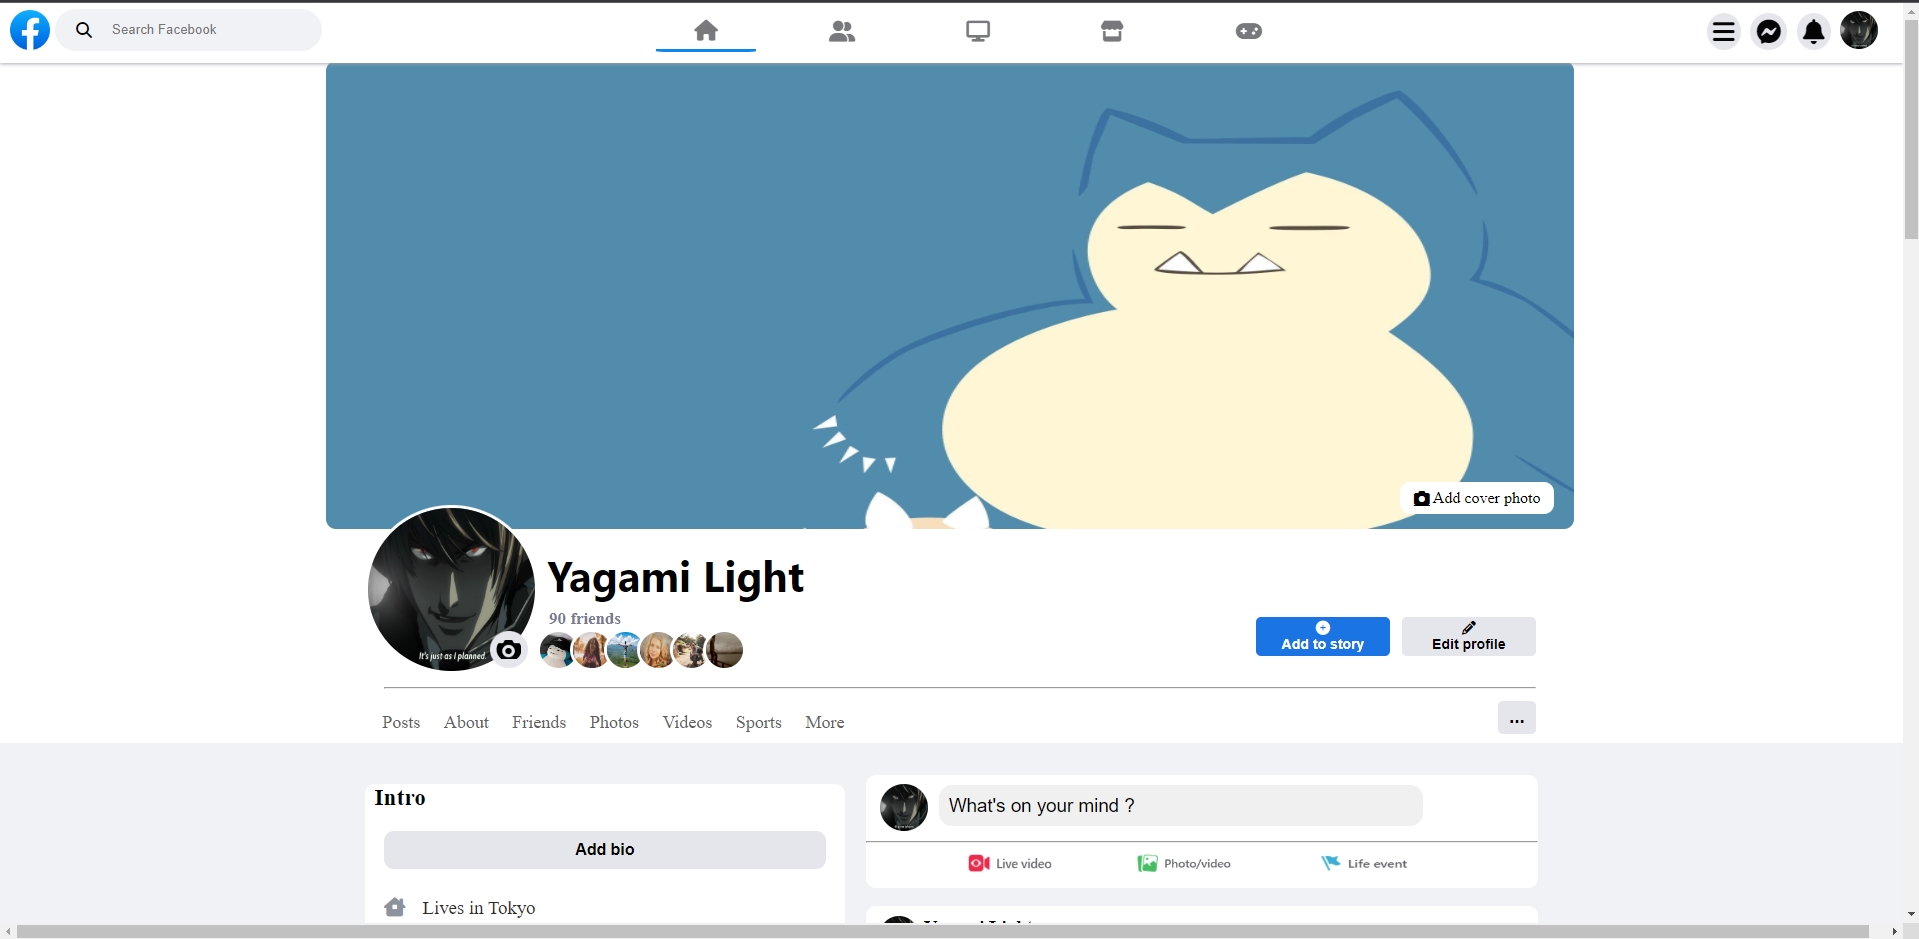 Search Facebook
Add cover photo
It's just as I planned.
Yagami Light
90 friends
Add to story
Edit profile
Posts About Friends Photos Videos Sports More
...
Intro
Add bio
Lives in Tokyo
What's on your mind ?
Live video Photo/video Life event